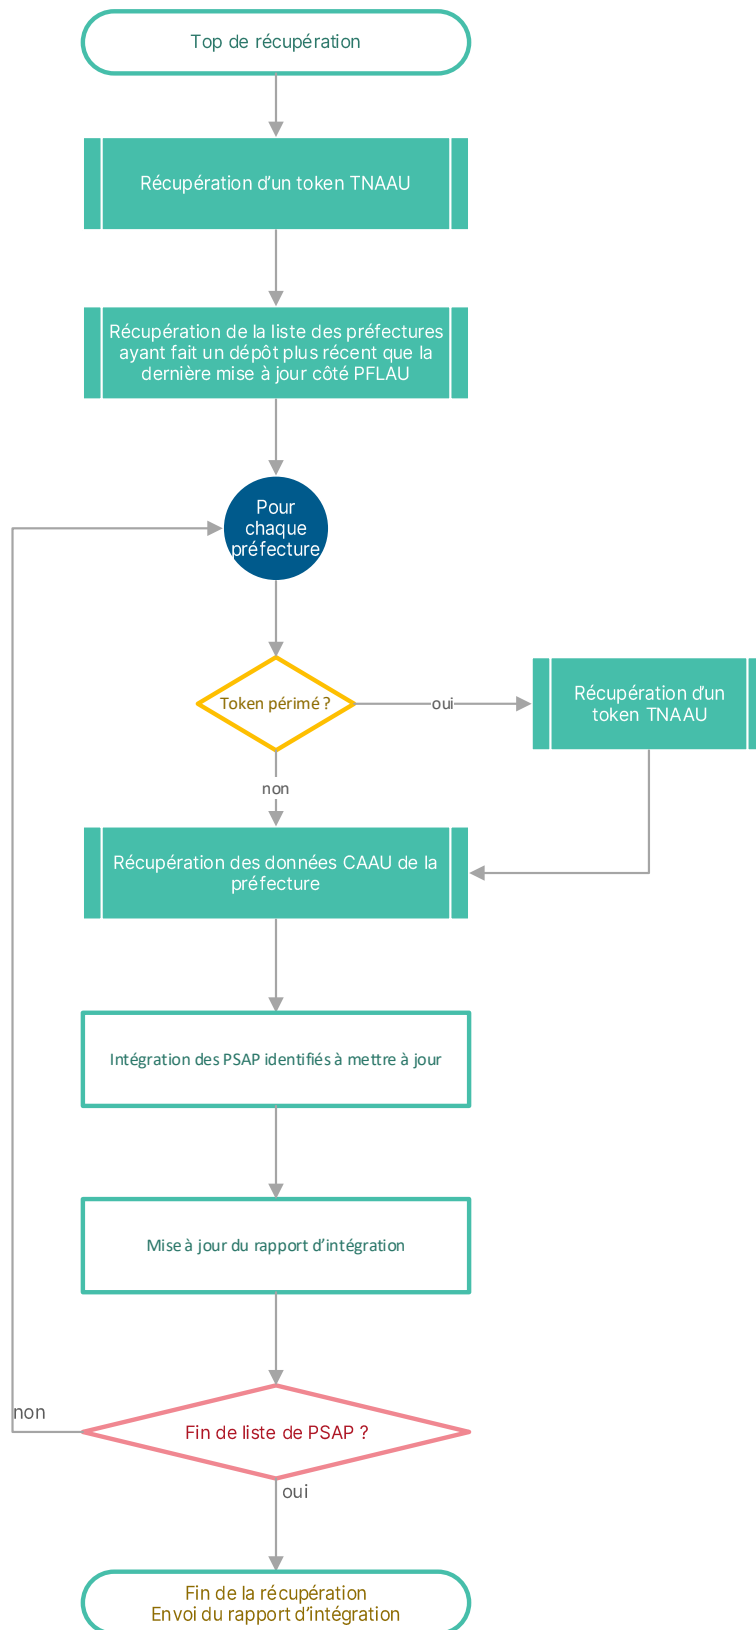 Top de récupération
Récupération d'un token TNAAU
Récupération de la liste des préfectures
ayant fait un dépôt plus récent que la
dernière mise à jour côté PFLAU
Pour
chaque
préfecture
Token périmé ?
oui
Récupération d'un
token TNAAU
non
Récupération des données CAAU de la
préfecture
Intégration des PSAP identifiés à mettre à jour
Mise à jour du rapport d'intégration
non
Fin de liste de PSAP ?
oui
Fin de la récupération
Envoi du rapport d'intégration